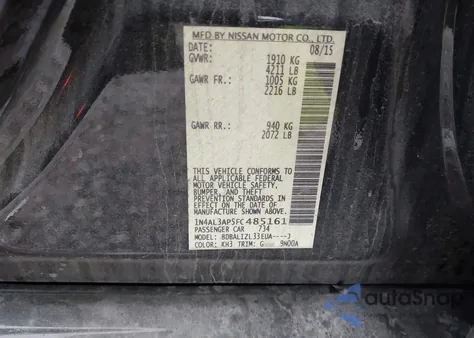 MFD BY NISSAN MOTOR CO., LTD.
DATE: 08/15
GVWR: 1910 KG
4211 LB
GAWR FR.: 1005 KG
2216 LB
GAWR RR.: 940 KG
2072 LB
THIS VEHICLE CONFORMS TO
ALL APPLICABLE FEDERAL
MOTOR VEHICLE SAFETY,
BUMPER, AND THEFT
PREVENTION STANDARDS IN
EFFECT ON THE DATE OF
MANUFACTURE SHOWN ABOVE.
1N4AL3AP5FC485161
PASSENGER CAR 734
MODEL: BDBALIZL33EUA----J
COLOR: KH3 TRIM: G 9N00A
autoSnap